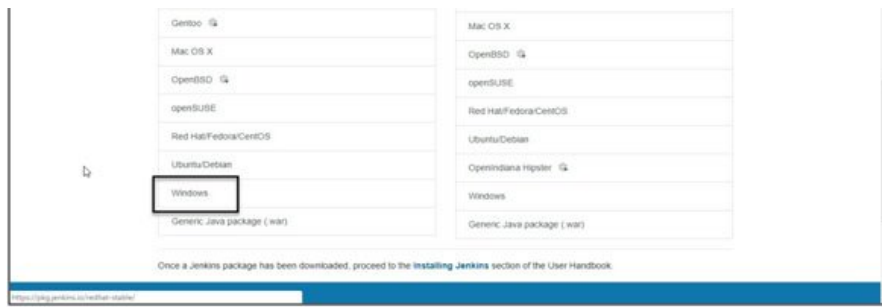 Gentoo
Mac OS X
OpenBSD
openSUSE
Red Hat/Fedora/CentOS
Ubuntu/Debian
Windows
Generic Java package (.war)
Mac OS X
OpenBSD
openSUSE
Red Hat/Fedora/CentOS
Ubuntu/Debian
OpenIndiana Hipster
Windows
Generic Java package (.war)
Once a Jenkins package has been downloaded, proceed to the Installing Jenkins section of the User Handbook.
https://pkg.jenkins.io/redhat-stable/